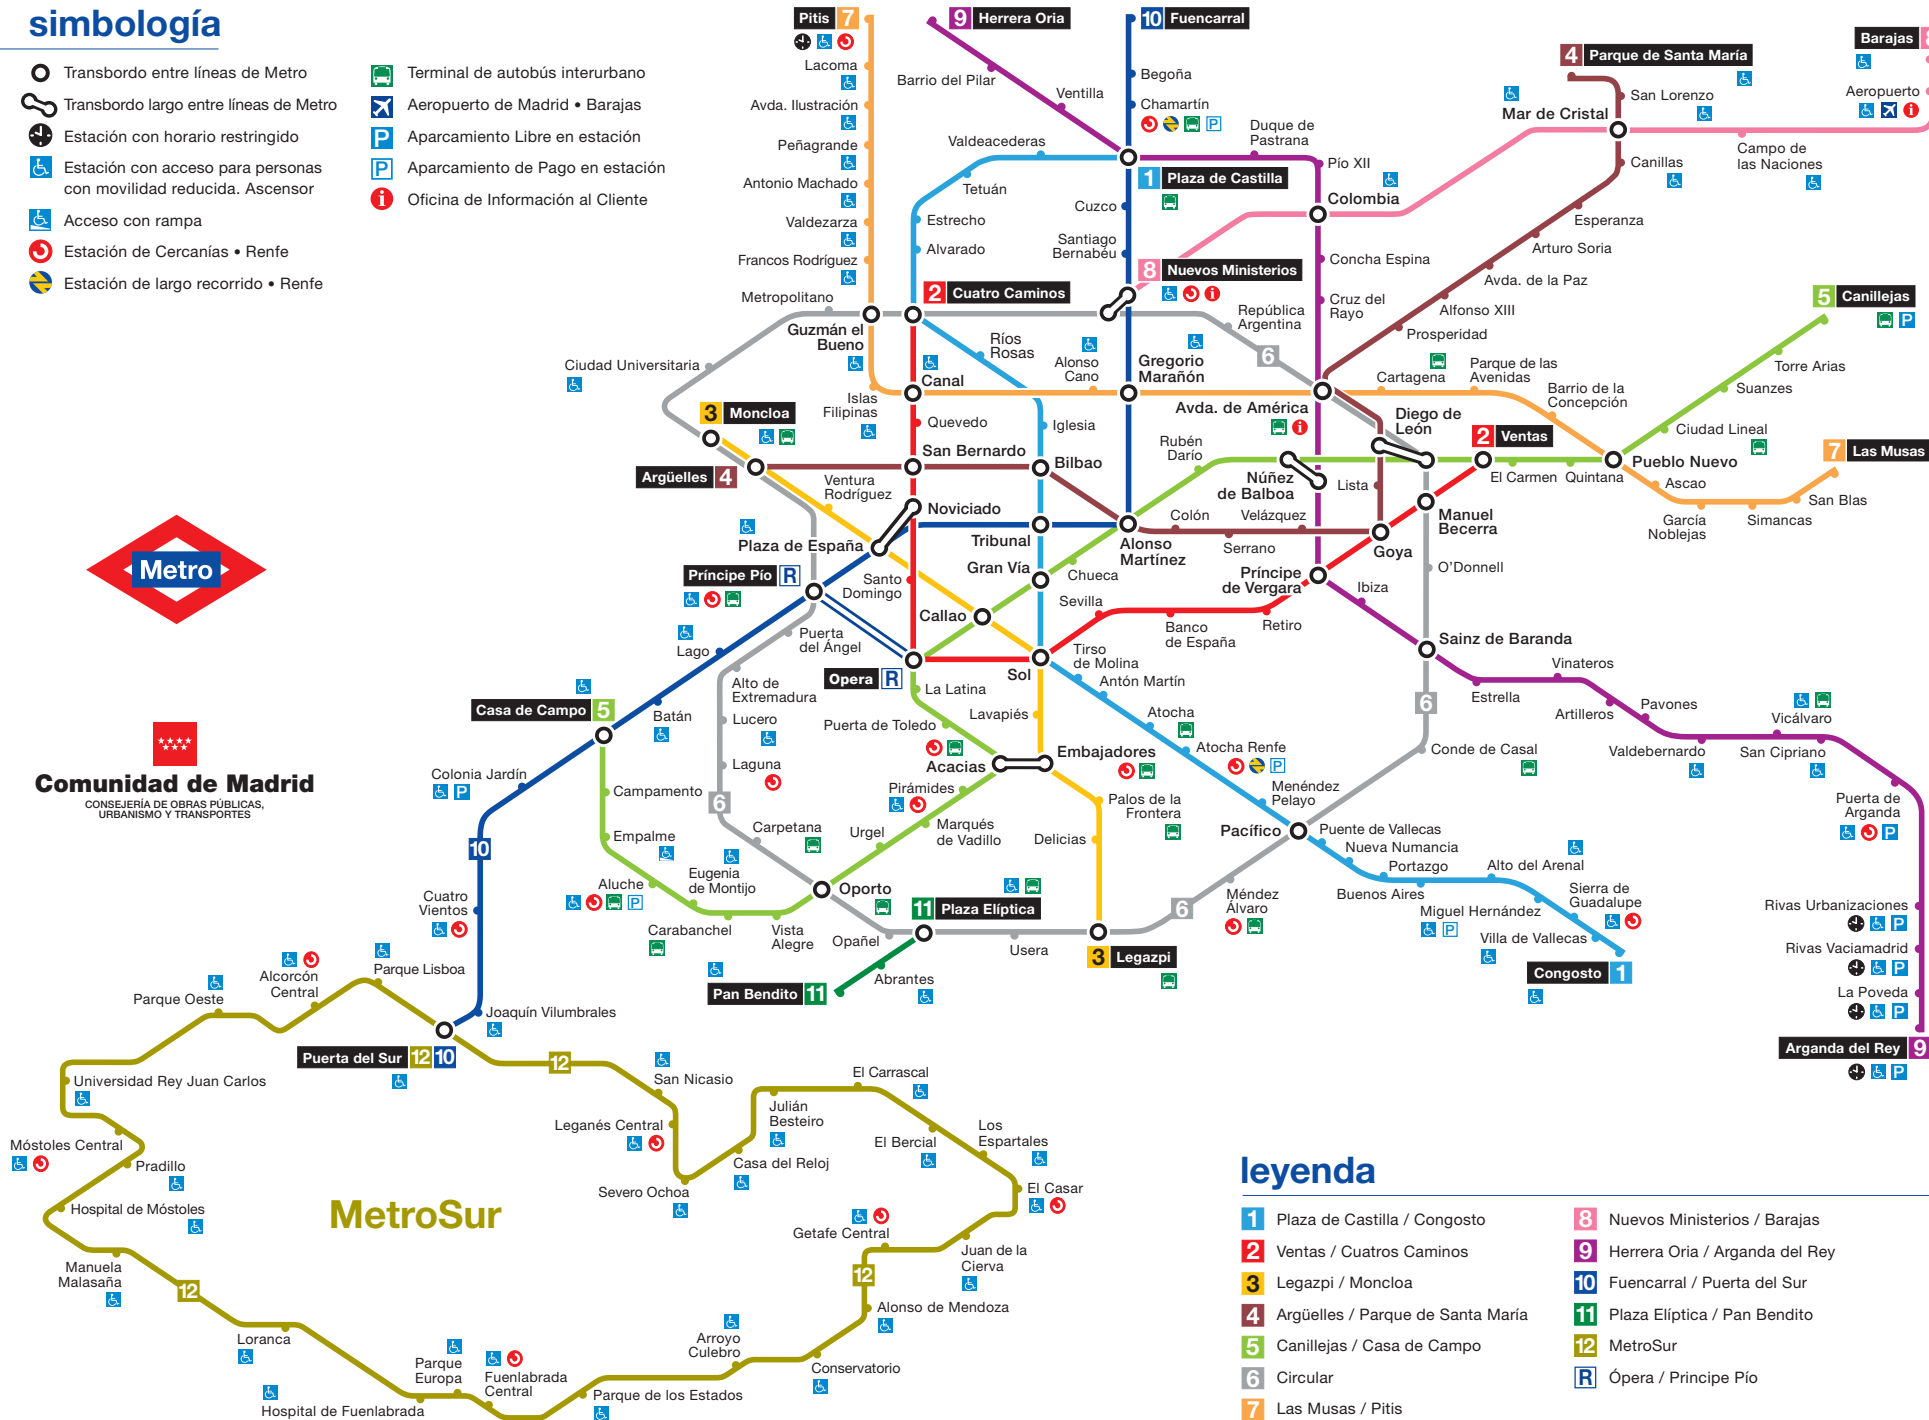 simbología
Transbordo entre líneas de Metro
Transbordo largo entre líneas de Metro
Estación con horario restringido
Estación con acceso para personas
con movilidad reducida. Ascensor
Acceso con rampa
Estación de Cercanías • Renfe
Estación de largo recorrido • Renfe
Terminal de autobús interurbano
Aeropuerto de Madrid • Barajas
P Aparcamiento Libre en estación
P Aparcamiento de Pago en estación
i Oficina de Información al Cliente
Pitis 7
Lacoma
Avda. Ilustración
Peñagrande
Antonio Machado
Valdezarza
Francos Rodríguez
Metropolitano
Guzmán el
Bueno
Ciudad Universitaria
Islas
Filipinas
9 Herrera Oria
Barrio del Pilar
Ventilla
10 Fuencarral
Begoña
Chamartín
P
Valdeacederas
Tetuán
Estrecho
Alvarado
1 Plaza de Castilla
Cuzco
Santiago
Bernabéu
Duque de
Pastrana
Pío XII
Colombia
Concha Espina
Cruz del
Rayo
8 Nuevos Ministerios
i
2 Cuatro Caminos
República
Argentina
6
4 Parque de Santa María
San Lorenzo
Mar de Cristal
Canillas
Esperanza
Arturo Soria
Avda. de la Paz
Alfonso XIII
Prosperidad
Barajas 8
Aeropuerto
i
Campo de
las Naciones
5 Canillejas
P
Torre Arias
Suanzes
Ciudad Lineal
7 Las Musas
San Blas
Simancas
García
Noblejas
Ascao
Pueblo Nuevo
Quintana
El Carmen
2 Ventas
Cartagena
Parque de las
Avenidas
Barrio de la
Concepción
Ríos
Rosas
Canal
Alonso
Cano
Gregorio
Marañón
Avda. de América
i
Diego de
León
3 Moncloa
Argüelles 4
Quevedo
San Bernardo
Iglesia
Bilbao
Rubén
Darío
Núñez
de Balboa
Lista
Ventura
Rodríguez
Noviciado
Plaza de España
Tribunal
Alonso
Martínez
Colón
Velázquez
Serrano
Goya
Manuel
Becerra
O'Donnell
Príncipe Pío R
Santo
Domingo
Gran Vía
Chueca
Callao
Sevilla
Banco
de España
Retiro
Príncipe
de Vergara
Ibiza
Sainz de Baranda
Metro
Puerta
del Ángel
Lago
Opera R
Sol
Tirso
de Molina
Antón Martín
Atocha
Atocha Renfe
P
Menéndez
Pelayo
Pacífico
6
Conde de Casal
Estrella
Vinateros
Artilleros
Pavones
Valdebernardo
Vicálvaro
San Cipriano
Puerta de
Arganda
P
Rivas Urbanizaciones
P
Rivas Vaciamadrid
P
La Poveda
P
Arganda del Rey 9
P
Alto de
Extremadura
Lucero
Laguna
6
Carpetana
La Latina
Puerta de Toledo
Lavapiés
Acacias
Embajadores
Pirámides
Marqués
de Vadillo
Urgel
Oporto
Palos de la
Frontera
Delicias
3 Legazpi
Casa de Campo 5
Batán
Colonia Jardín
P
10
Cuatro
Vientos
Campamento
Empalme
Aluche
P
Eugenia
de Montijo
Carabanchel
Vista
Alegre
Opañel
11 Plaza Elíptica
Usera
Abrantes
Pan Bendito 11
6
Méndez
Álvaro
Puente de Vallecas
Nueva Numancia
Portazgo
Buenos Aires
Alto del Arenal
Miguel Hernández
P
Sierra de
Guadalupe
Villa de Vallecas
Congosto 1
Comunidad de Madrid
CONSEJERÍA DE OBRAS PÚBLICAS,
URBANISMO Y TRANSPORTES
Joaquín Vilumbrales
Puerta del Sur 12 10
Parque Lisboa
Alcorcón
Central
Parque Oeste
Universidad Rey Juan Carlos
Móstoles Central
Pradillo
Hospital de Móstoles
Manuela
Malasaña
12
Loranca
Hospital de Fuenlabrada
Parque
Europa
Fuenlabrada
Central
Parque de los Estados
Arroyo
Culebro
Conservatorio
Alonso de Mendoza
12
Getafe Central
Juan de la
Cierva
El Casar
Los
Espartales
El Bercial
El Carrascal
Julián
Besteiro
Casa del Reloj
Severo Ochoa
Leganés Central
San Nicasio
12
MetroSur
leyenda
1 Plaza de Castilla / Congosto
2 Ventas / Cuatros Caminos
3 Legazpi / Moncloa
4 Argüelles / Parque de Santa María
5 Canillejas / Casa de Campo
6 Circular
7 Las Musas / Pitis
8 Nuevos Ministerios / Barajas
9 Herrera Oria / Arganda del Rey
10 Fuencarral / Puerta del Sur
11 Plaza Elíptica / Pan Bendito
12 MetroSur
R Ópera / Principe Pío